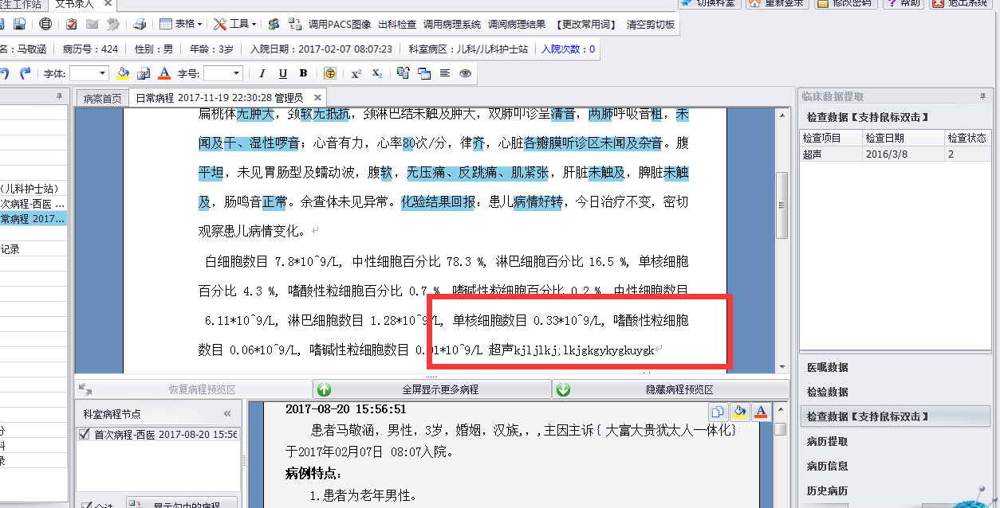 医生工作站 文书录入 切换科室 重新登录 修改密码 帮助 退出系统
表格 工具 调用PACS图像 出科检查 调用病理系统 调阅病理结果 【更改常用词】 清空剪切板
名：马敬涵 病历号：424 性别：男 年龄：3岁 入院日期：2017-02-07 08:07:23 科室病区：儿科/儿科护士站 入院次数：0
字体: 字号: I U B x² X₂
病案首页 日常病程 2017-11-19 22:30:28 管理员
扁桃体无肿大，颈软无抵抗，颈淋巴结未触及肿大，双肺叩诊呈清音，两肺呼吸音粗，未
闻及干、湿性啰音；心音有力，心率80次/分，律齐，心脏各瓣膜听诊区未闻及杂音。腹
平坦，未见胃肠型及蠕动波，腹软，无压痛、反跳痛、肌紧张，肝脏未触及，脾脏未触
及，肠鸣音正常。余查体未见异常。化验结果回报：患儿病情好转，今日治疗不变，密切
观察患儿病情变化。
白细胞数目 7.8*10^9/L, 中性细胞百分比 78.3 %, 淋巴细胞百分比 16.5 %, 单核细胞
百分比 4.3 %, 嗜酸性粒细胞百分比 0.7 %, 嗜碱性粒细胞百分比 0.2 %, 中性细胞数目
6.11*10^9/L, 淋巴细胞数目 1.28*10^9/L, 单核细胞数目 0.33*10^9/L, 嗜酸性粒细胞
数目 0.06*10^9/L, 嗜碱性粒细胞数目 0.01*10^9/L 超声kjljlkj;lkjgkgykygkuygk
（儿科护士站）
次病程-西医 ...
常病程 2017...
记录
分
科
录
恢复病程预览区 全屏显示更多病程 隐藏病程预览区
科室病程节点
首次病程-西医 2017-08-20 15:56
全选 显示勾中的病程
2017-08-20 15:56:51
患者马敬涵，男性，3岁，婚姻，汉族,，,主因主诉{ 大富大贵犹太人一体化}
于2017年02月07日 08:07入院。
病例特点：
1.患者为老年男性。
临床数据提取
检查数据【支持鼠标双击】
检查项目 检查日期 检查状态
超声 2016/3/8 2
医嘱数据
检验数据
检查数据【支持鼠标双击】
病历提取
病历信息
历史病历